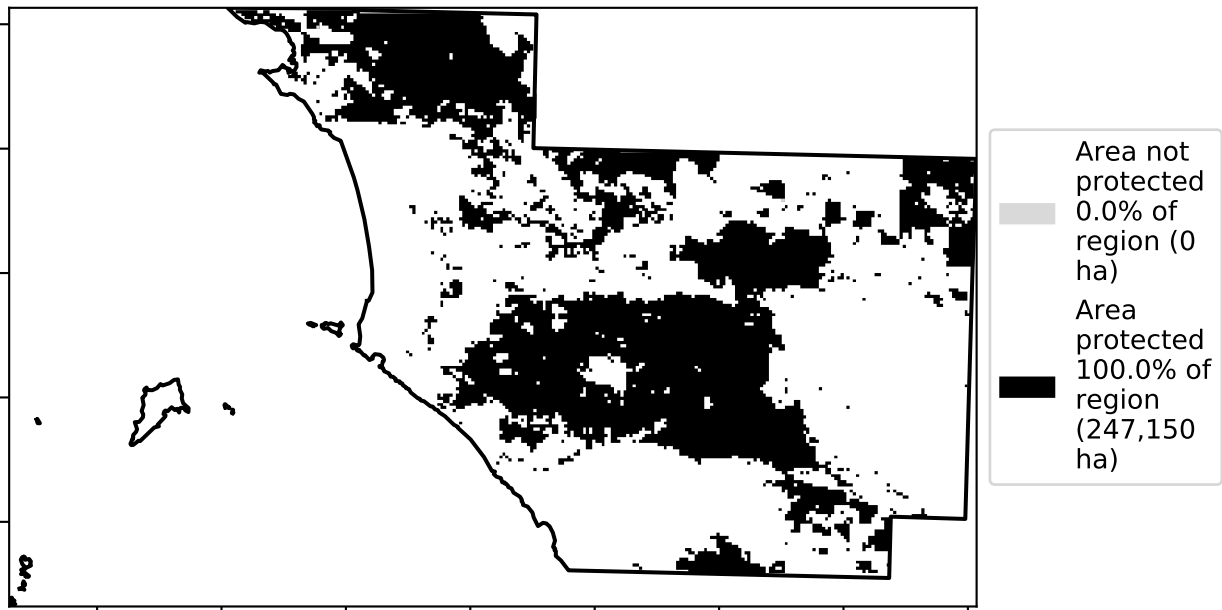 Area not
protected
0.0% of
region (0
ha)
Area
protected
100.0% of
region
(247,150
ha)